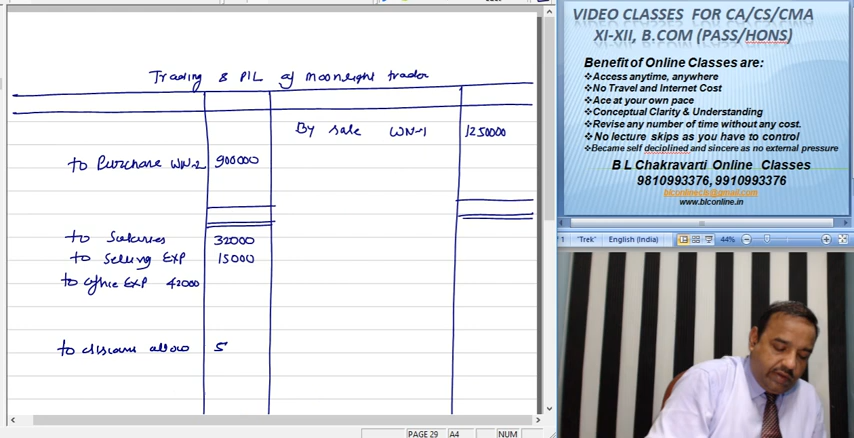 Trading & P/L of moonlight trador
By sale WN-1 1250000
to Purchase WN-2 900000
to Salaries 32000
to Selling EXP 15000
to office EXP 42000
to discount allow 5
PAGE 29 A4 NUM
VIDEO CLASSES FOR CA/CS/CMA
XI-XII, B.COM (PASS/HONS)
Benefit of Online Classes are:
❖Access anytime, anywhere
❖No Travel and Internet Cost
❖Ace at your own pace
❖Conceptual Clarity & Understanding
❖Revise any number of time without any cost.
❖No lecture skips as you have to control
❖Became self deciplined and sincere as no external pressure
B L Chakravarti Online Classes
9810993376, 9910993376
blconlinecls@gmail.com
www.blconline.in
1 "Trek" English (India) 44%